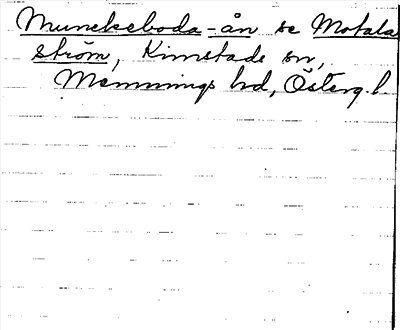 Munckeboda-ån se Motala
ström, Kimstads sn,
Memmings hd, Österg.l.